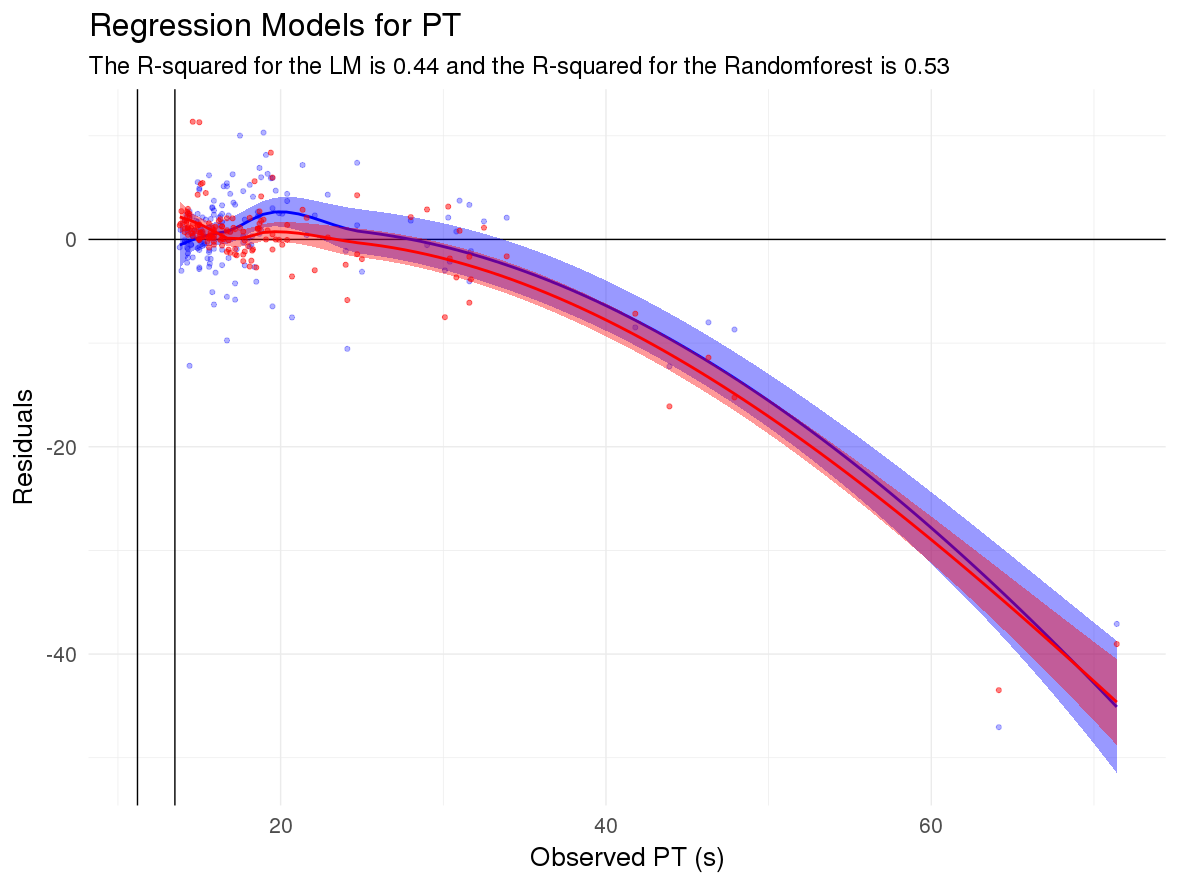 Regression Models for PT
The R-squared for the LM is 0.44 and the R-squared for the Randomforest is 0.53
Residuals
0
-20
-40
20
40
60
Observed PT (s)